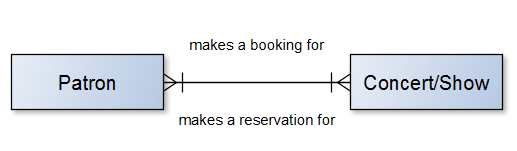 makes a booking for
Patron
Concert/Show
makes a reservation for